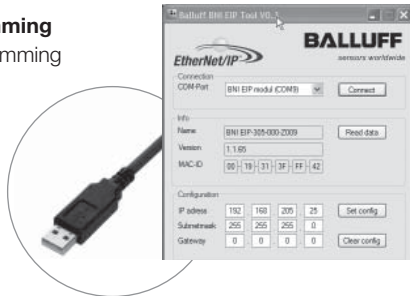 ming
mming
Balluff BNI EIP Tool V0.
BALLUFF
sensors worldwide
EtherNet/IP
Connection
COM-Port BNI EIP modul (COM9) Connect
Info
Name BNI EIP-305-000-Z009 Read data
Version 1.1.65
MAC-ID 00 - 19 - 31 - 3F - FF - 42
Configuration
IP adress 192 168 205 25 Set config
Subnetmask 255 255 255 0
Gateway 0 0 0 0 Clear config